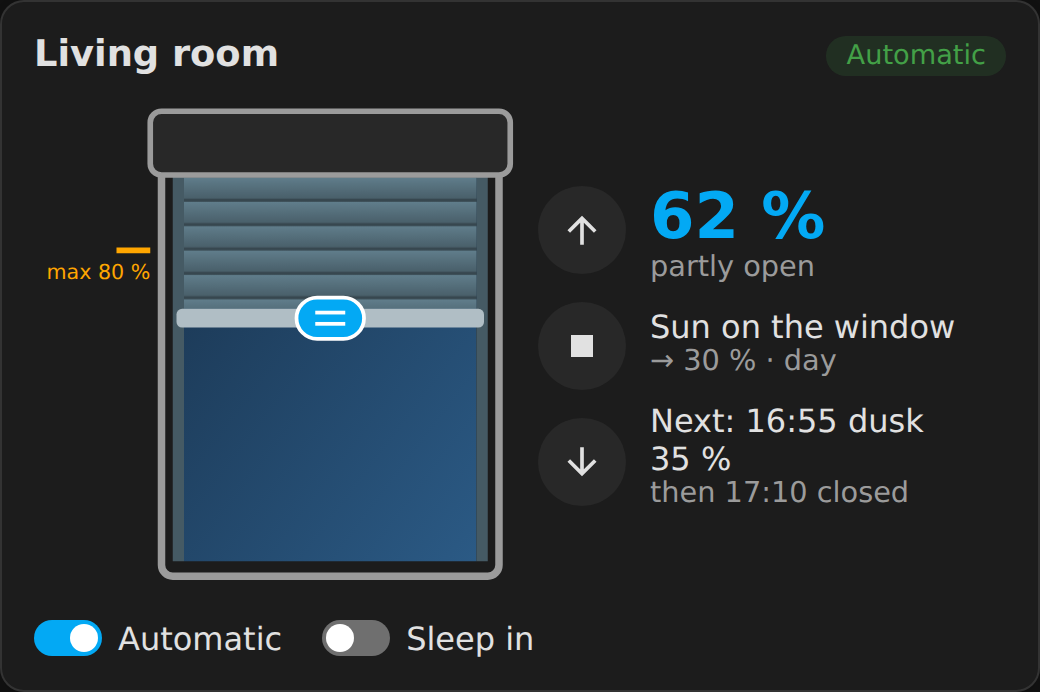 Living room
Automatic
max 80 %
62 %
partly open
Sun on the window
→ 30 % · day
Next: 16:55 dusk
35 %
then 17:10 closed
Automatic
Sleep in